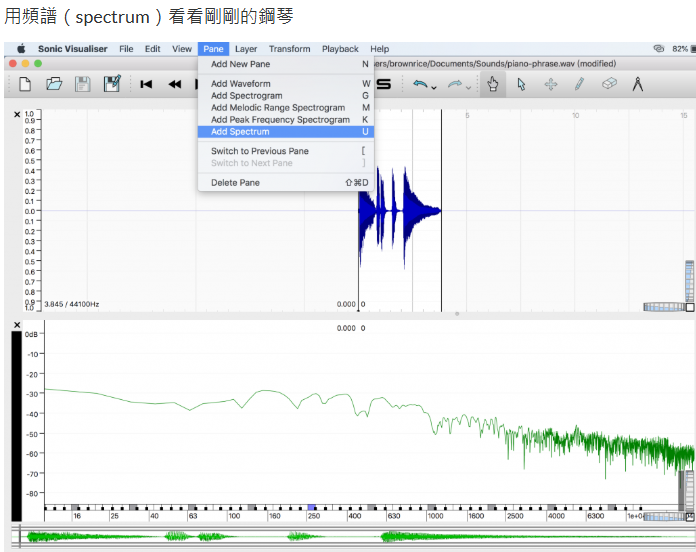 用頻譜（spectrum）看看剛剛的鋼琴
Sonic Visualiser File Edit View Pane Layer Transform Playback Help 82%
ers/brownrice/Documents/Sounds/piano-phrase.wav (modified)
Add New Pane N
Add Waveform W
Add Spectrogram G
Add Melodic Range Spectrogram M
Add Peak Frequency Spectrogram K
Add Spectrum U
Switch to Previous Pane [
Switch to Next Pane ]
Delete Pane ⇧⌘D
5 10 15
1.0
0.9
0.8
0.7
0.6
0.5
0.4
0.3
0.2
0.1
0.0
0.1
0.2
0.3
0.4
0.5
0.6
0.7
0.8
0.9
1.0
3.845 / 44100Hz 0.000 0
0.000 0
0dB
-10
-20
-30
-40
-50
-60
-70
-80
16 25 40 63 100 160 250 400 630 1000 1600 2500 4000 6300 1e+0